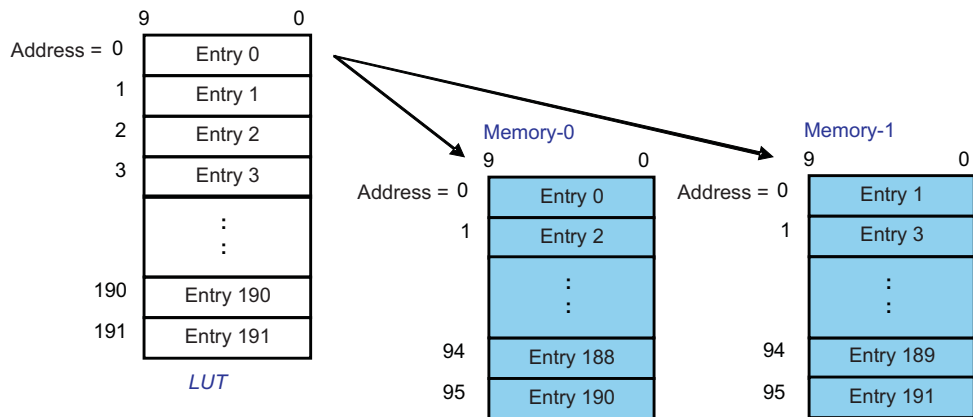 9 0
Address = 0 Entry 0
1 Entry 1
2 Entry 2
3 Entry 3
:
:
190 Entry 190
191 Entry 191
LUT
Memory-0
9 0
Address = 0 Entry 0
1 Entry 2
:
:
94 Entry 188
95 Entry 190
Memory-1
9 0
Address = 0 Entry 1
1 Entry 3
:
:
94 Entry 189
95 Entry 191